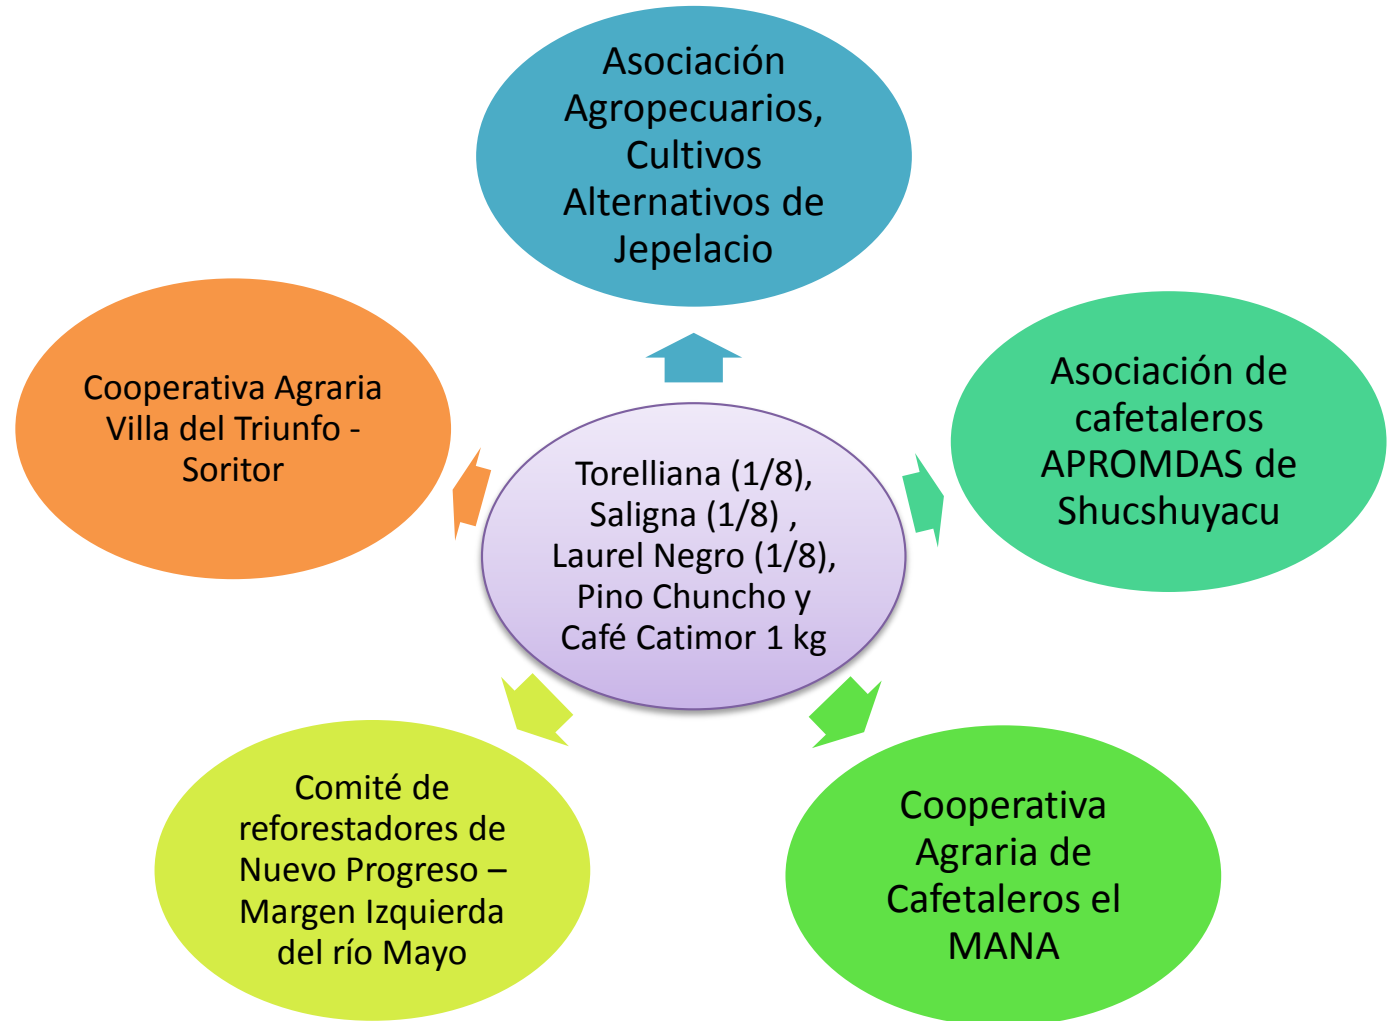 Asociación
Agropecuarios,
Cultivos
Alternativos de
Jepelacio
Cooperativa Agraria
Villa del Triunfo -
Soritor
Asociación de
cafetaleros
APROMDAS de
Shucshuyacu
Torelliana (1/8),
Saligna (1/8) ,
Laurel Negro (1/8),
Pino Chuncho y
Café Catimor 1 kg
Comité de
reforestadores de
Nuevo Progreso –
Margen Izquierda
del río Mayo
Cooperativa
Agraria de
Cafetaleros el
MANA